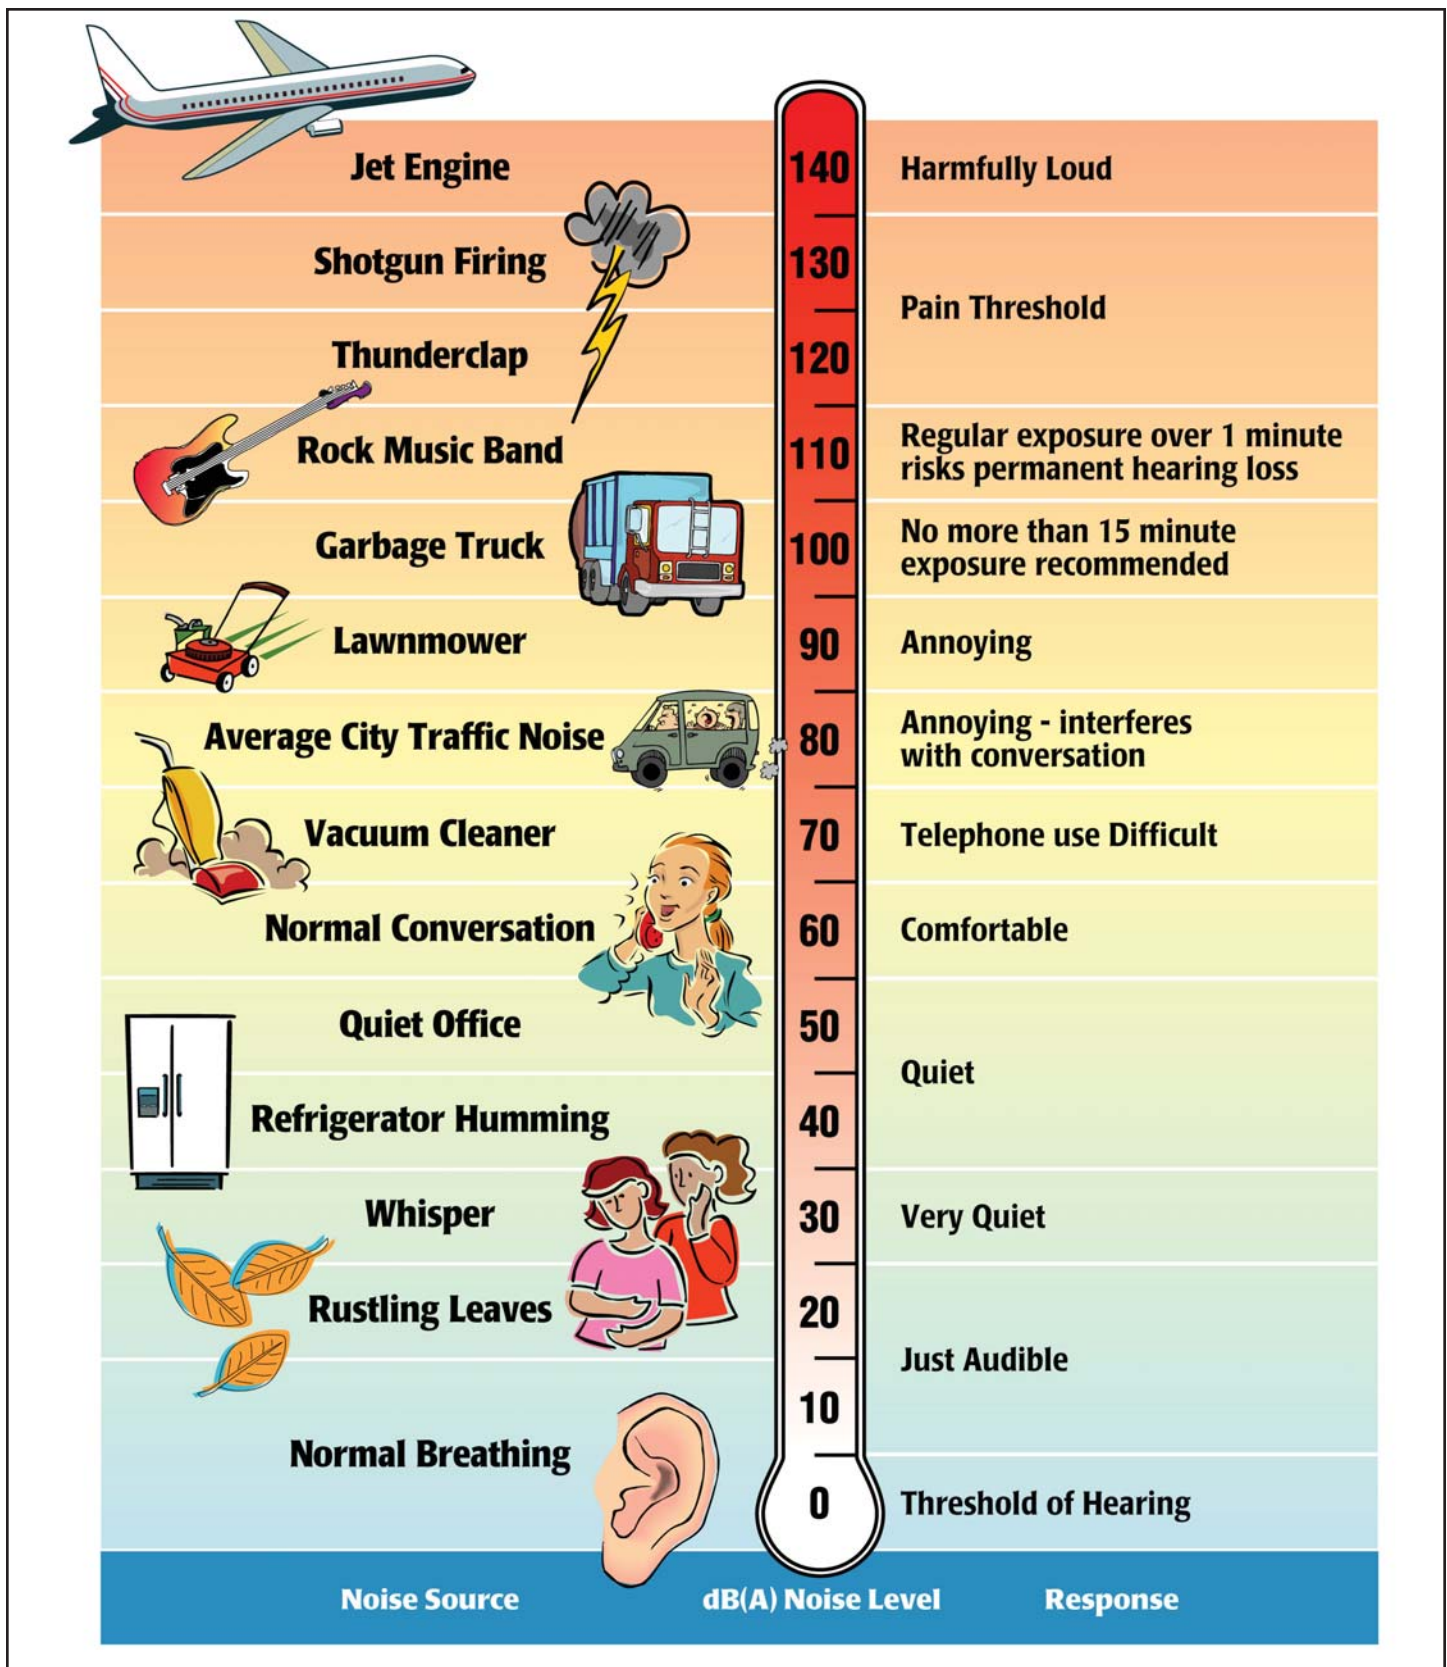 Jet Engine 140 Harmfully Loud
Shotgun Firing 130
Pain Threshold
Thunderclap 120
Rock Music Band 110 Regular exposure over 1 minute
risks permanent hearing loss
Garbage Truck 100 No more than 15 minute
exposure recommended
Lawnmower 90 Annoying
Average City Traffic Noise 80 Annoying - interferes
with conversation
Vacuum Cleaner 70 Telephone use Difficult
Normal Conversation 60 Comfortable
Quiet Office 50
Quiet
Refrigerator Humming 40
Whisper 30 Very Quiet
Rustling Leaves 20
Just Audible
10
Normal Breathing
0 Threshold of Hearing
Noise Source dB(A) Noise Level Response